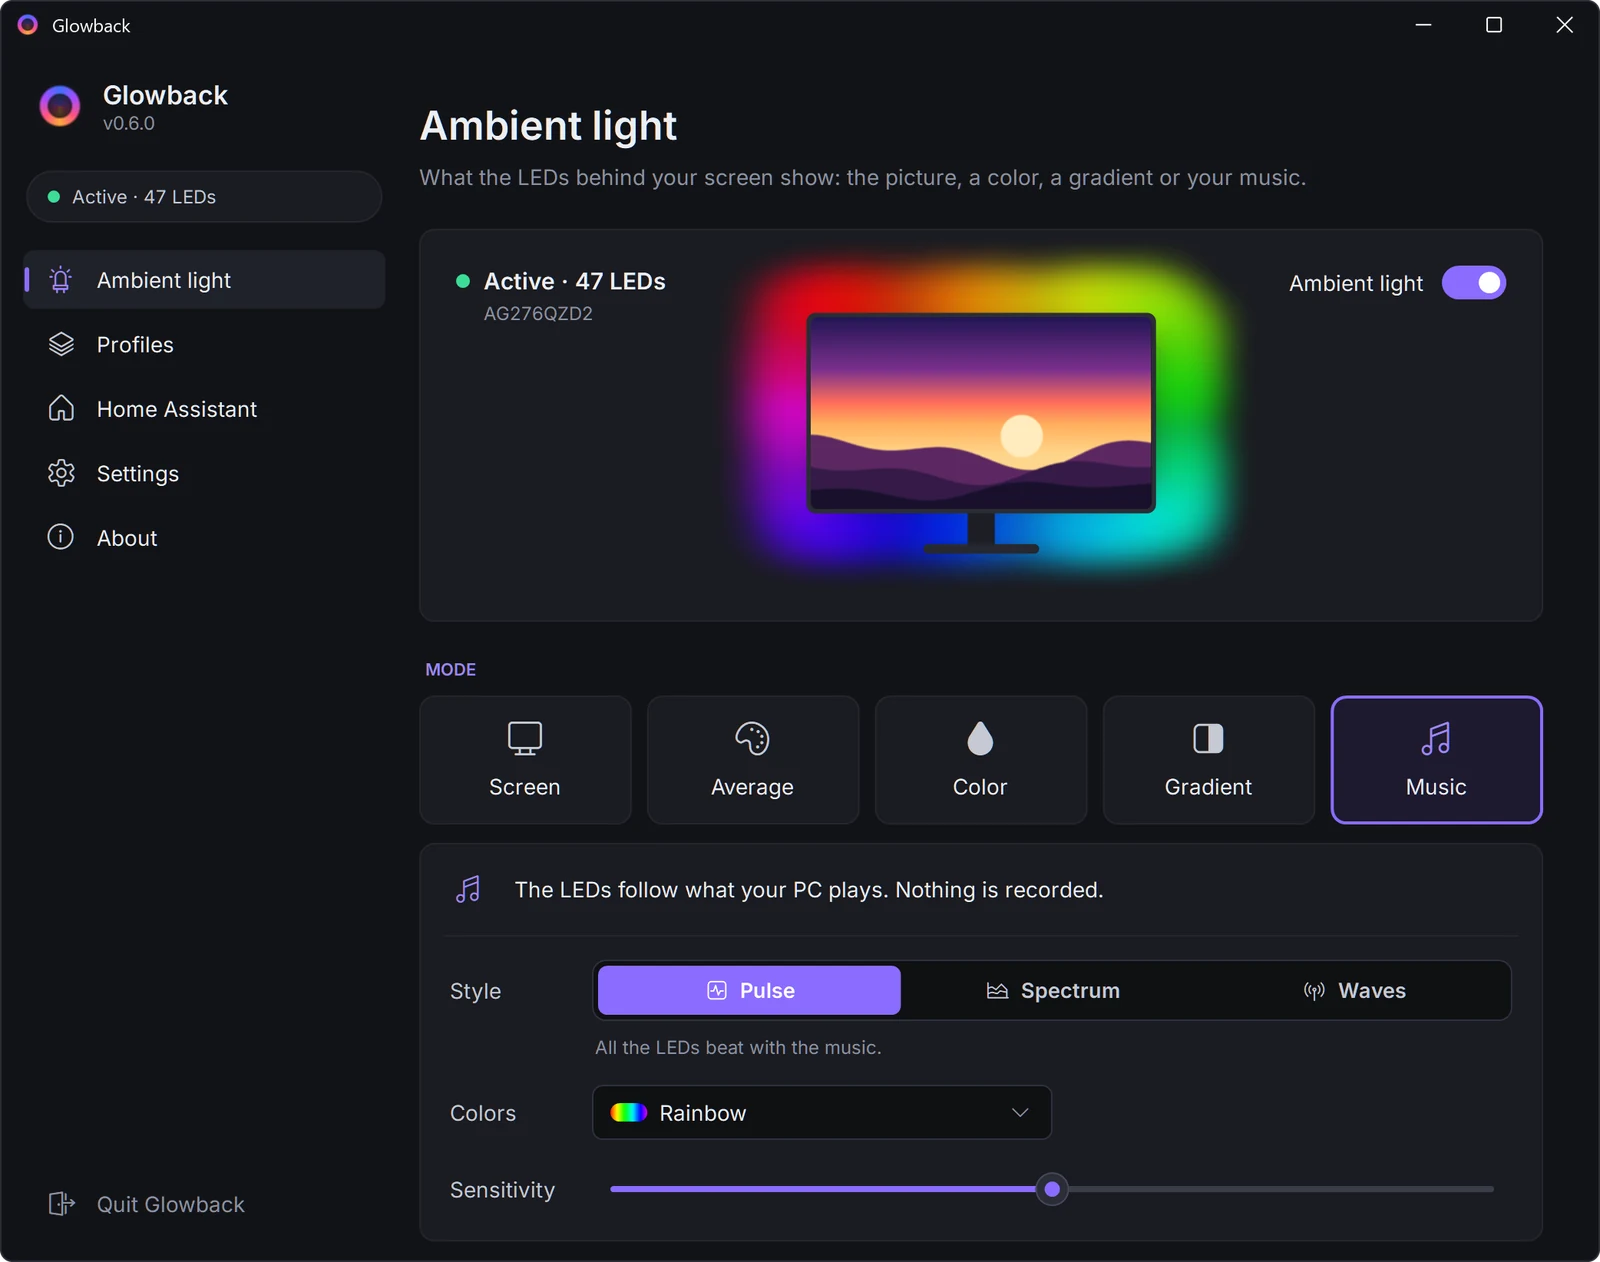 Glowback
Glowback
v0.6.0
Active · 47 LEDs
Ambient light
Profiles
Home Assistant
Settings
About
Quit Glowback
Ambient light
What the LEDs behind your screen show: the picture, a color, a gradient or your music.
Active · 47 LEDs
AG276QZD2
Ambient light
MODE
Screen
Average
Color
Gradient
Music
The LEDs follow what your PC plays. Nothing is recorded.
Style
Pulse
Spectrum
Waves
All the LEDs beat with the music.
Colors
Rainbow
Sensitivity